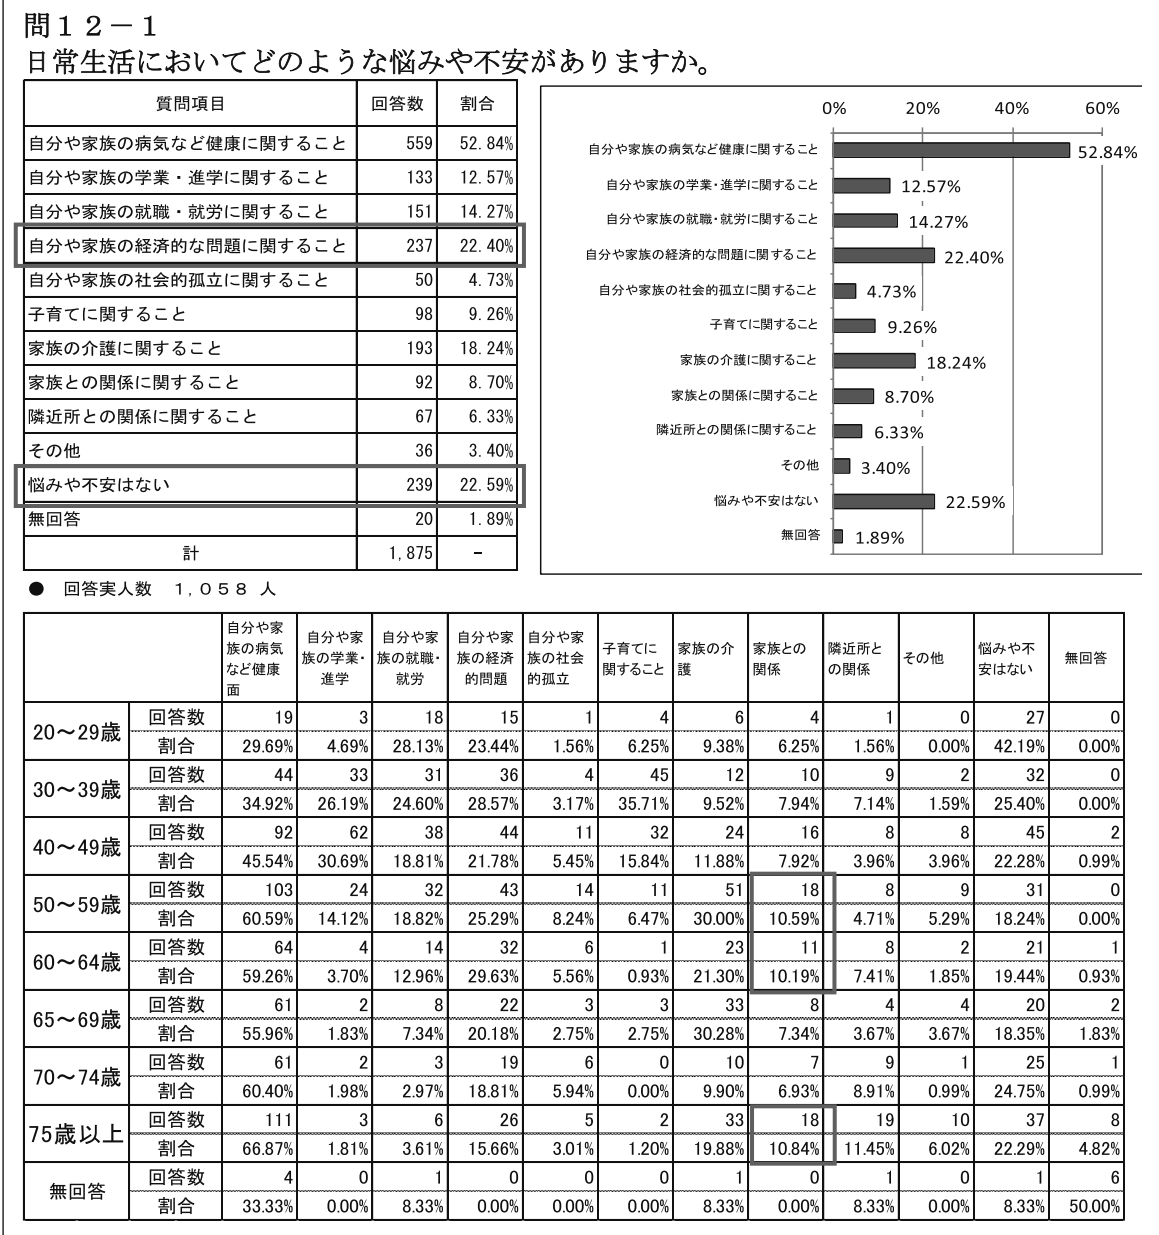 問１２－１
日常生活においてどのような悩みや不安がありますか。
質問項目 回答数 割合
自分や家族の病気など健康に関すること 559 52.84%
自分や家族の学業・進学に関すること 133 12.57%
自分や家族の就職・就労に関すること 151 14.27%
自分や家族の経済的な問題に関すること 237 22.40%
自分や家族の社会的孤立に関すること 50 4.73%
子育てに関すること 98 9.26%
家族の介護に関すること 193 18.24%
家族との関係に関すること 92 8.70%
隣近所との関係に関すること 67 6.33%
その他 36 3.40%
悩みや不安はない 239 22.59%
無回答 20 1.89%
計 1,875 －
0% 20% 40% 60%
自分や家族の病気など健康に関すること 52.84%
自分や家族の学業・進学に関すること 12.57%
自分や家族の就職・就労に関すること 14.27%
自分や家族の経済的な問題に関すること 22.40%
自分や家族の社会的孤立に関すること 4.73%
子育てに関すること 9.26%
家族の介護に関すること 18.24%
家族との関係に関すること 8.70%
隣近所との関係に関すること 6.33%
その他 3.40%
悩みや不安はない 22.59%
無回答 1.89%
● 回答実人数 １,０５８ 人
自分や家族の病気など健康面 自分や家族の学業・進学 自分や家族の就職・就労 自分や家族の経済的問題 自分や家族の社会的孤立 子育てに関すること 家族の介護 家族との関係 隣近所との関係 その他 悩みや不安はない 無回答
20～29歳 回答数 19 3 18 15 1 4 6 4 1 0 27 0
割合 29.69% 4.69% 28.13% 23.44% 1.56% 6.25% 9.38% 6.25% 1.56% 0.00% 42.19% 0.00%
30～39歳 回答数 44 33 31 36 4 45 12 10 9 2 32 0
割合 34.92% 26.19% 24.60% 28.57% 3.17% 35.71% 9.52% 7.94% 7.14% 1.59% 25.40% 0.00%
40～49歳 回答数 92 62 38 44 11 32 24 16 8 8 45 2
割合 45.54% 30.69% 18.81% 21.78% 5.45% 15.84% 11.88% 7.92% 3.96% 3.96% 22.28% 0.99%
50～59歳 回答数 103 24 32 43 14 11 51 18 8 9 31 0
割合 60.59% 14.12% 18.82% 25.29% 8.24% 6.47% 30.00% 10.59% 4.71% 5.29% 18.24% 0.00%
60～64歳 回答数 64 4 14 32 6 1 23 11 8 2 21 1
割合 59.26% 3.70% 12.96% 29.63% 5.56% 0.93% 21.30% 10.19% 7.41% 1.85% 19.44% 0.93%
65～69歳 回答数 61 2 8 22 3 3 33 8 4 4 20 2
割合 55.96% 1.83% 7.34% 20.18% 2.75% 2.75% 30.28% 7.34% 3.67% 3.67% 18.35% 1.83%
70～74歳 回答数 61 2 3 19 6 0 10 7 9 1 25 1
割合 60.40% 1.98% 2.97% 18.81% 5.94% 0.00% 9.90% 6.93% 8.91% 0.99% 24.75% 0.99%
75歳以上 回答数 111 3 6 26 5 2 33 18 19 10 37 8
割合 66.87% 1.81% 3.61% 15.66% 3.01% 1.20% 19.88% 10.84% 11.45% 6.02% 22.29% 4.82%
無回答 回答数 4 0 1 0 0 0 1 0 1 0 1 6
割合 33.33% 0.00% 8.33% 0.00% 0.00% 0.00% 8.33% 0.00% 8.33% 0.00% 8.33% 50.00%